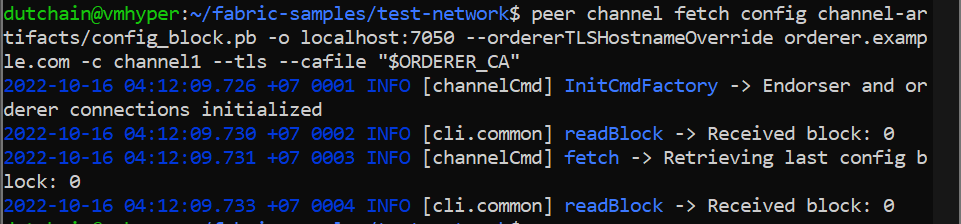 dutchain@vmhyper:~/fabric-samples/test-network$ peer channel fetch config channel-ar
tifacts/config_block.pb -o localhost:7050 --ordererTLSHostnameOverride orderer.examp
le.com -c channel1 --tls --cafile "$ORDERER_CA"
2022-10-16 04:12:09.726 +07 0001 INFO [channelCmd] InitCmdFactory -> Endorser and or
derer connections initialized
2022-10-16 04:12:09.730 +07 0002 INFO [cli.common] readBlock -> Received block: 0
2022-10-16 04:12:09.731 +07 0003 INFO [channelCmd] fetch -> Retrieving last config b
lock: 0
2022-10-16 04:12:09.733 +07 0004 INFO [cli.common] readBlock -> Received block: 0